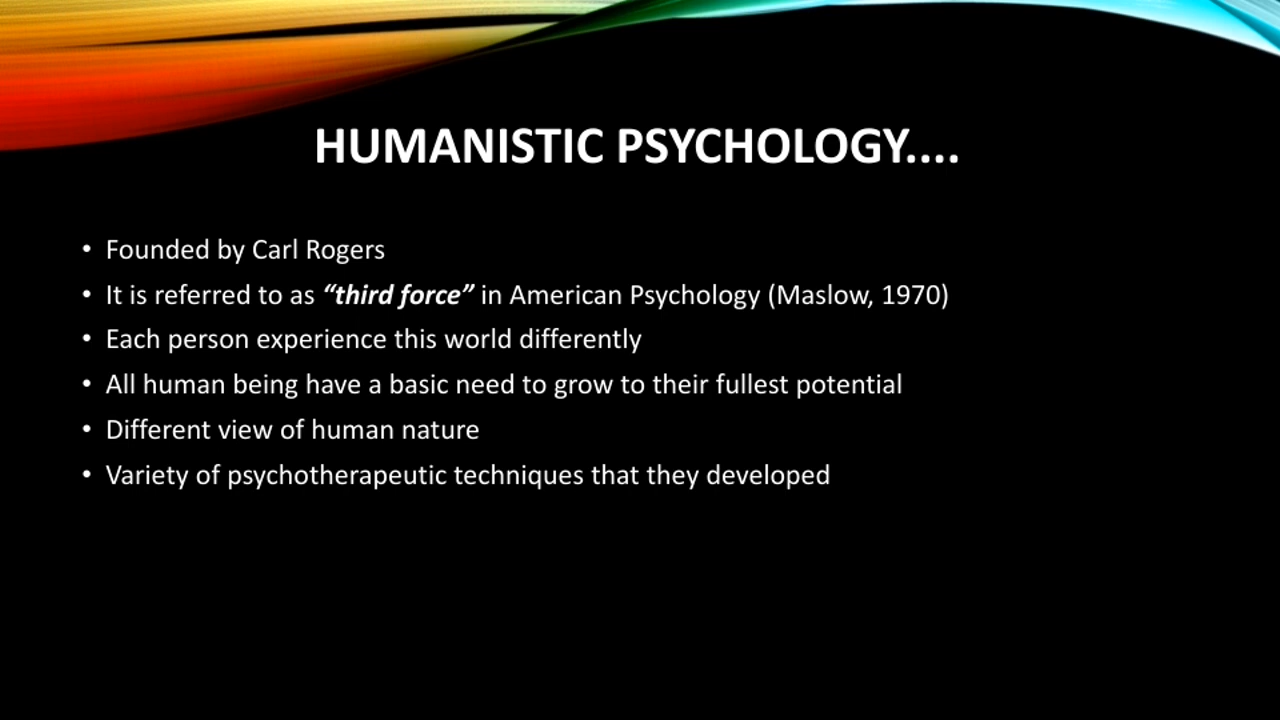 HUMANISTIC PSYCHOLOGY....
• Founded by Carl Rogers
• It is referred to as “third force” in American Psychology (Maslow, 1970)
• Each person experience this world differently
• All human being have a basic need to grow to their fullest potential
• Different view of human nature
• Variety of psychotherapeutic techniques that they developed